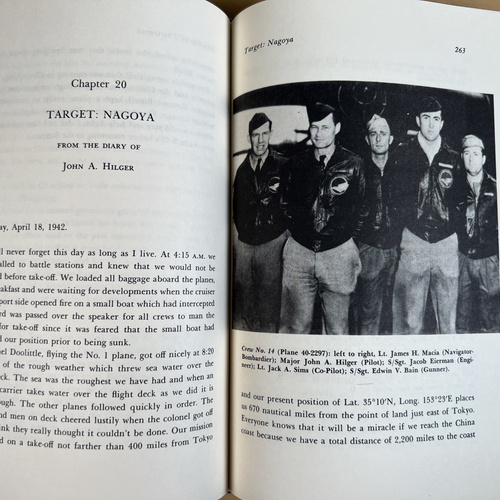 Chapter 20
TARGET: NAGOYA
FROM THE DIARY OF
JOHN A. HILGER
ay, April 18, 1942.
ll never forget this day as long as I live. At 4:15 A.M. we
alled to battle stations and knew that we would not be
d before take-off. We loaded all baggage aboard the planes,
akfast and were waiting for developments when the cruiser
port side opened fire on a small boat which had intercepted
rd was passed over the speaker for all crews to man the
for take-off since it was feared that the small boat had
d our position prior to being sunk.
el Doolittle, flying the No. 1 plane, got off nicely at 8:20
of the rough weather which threw sea water over the
ck. The sea was the roughest we have had and when an
carrier takes water over the flight deck as we did it is
ugh. The other planes followed quickly in order. The
nd men on deck cheered lustily when the colonel got off
ink they really thought it couldn't be done. Our mission
d on a take-off not farther than 400 miles from Tokyo
Target: Nagoya
263
Crew No. 14 (Plane 40-2297): left to right, Lt. James H. Macia (Navigator-
Bombardier); Major John A. Hilger (Pilot); S/Sgt. Jacob Eierman (Engi-
neer); Lt. Jack A. Sims (Co-Pilot); S/Sgt. Edwin V. Bain (Gunner).
and our present position of Lat. 35°10'N, Long. 153°23'E places
us 670 nautical miles from the point of land just east of Tokyo.
Everyone knows that it will be a miracle if we reach the China
coast because we have a total distance of 2,200 miles to the coast